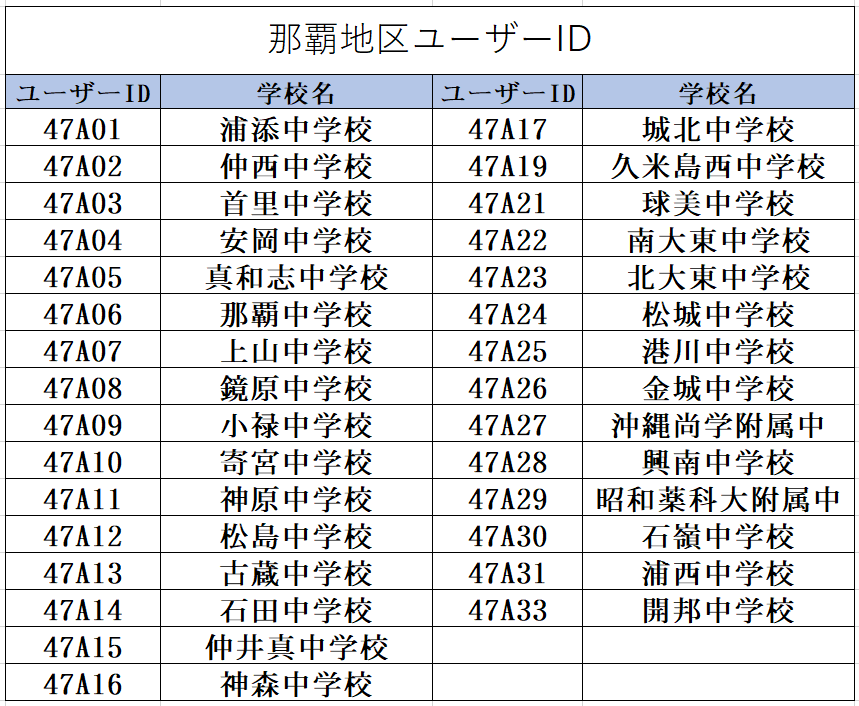 那覇地区ユーザーID
ユーザーID 学校名 ユーザーID 学校名
47A01 浦添中学校 47A17 城北中学校
47A02 仲西中学校 47A19 久米島西中学校
47A03 首里中学校 47A21 球美中学校
47A04 安岡中学校 47A22 南大東中学校
47A05 真和志中学校 47A23 北大東中学校
47A06 那覇中学校 47A24 松城中学校
47A07 上山中学校 47A25 港川中学校
47A08 鏡原中学校 47A26 金城中学校
47A09 小禄中学校 47A27 沖縄尚学附属中
47A10 寄宮中学校 47A28 興南中学校
47A11 神原中学校 47A29 昭和薬科大附属中
47A12 松島中学校 47A30 石嶺中学校
47A13 古蔵中学校 47A31 浦西中学校
47A14 石田中学校 47A33 開邦中学校
47A15 仲井真中学校
47A16 神森中学校